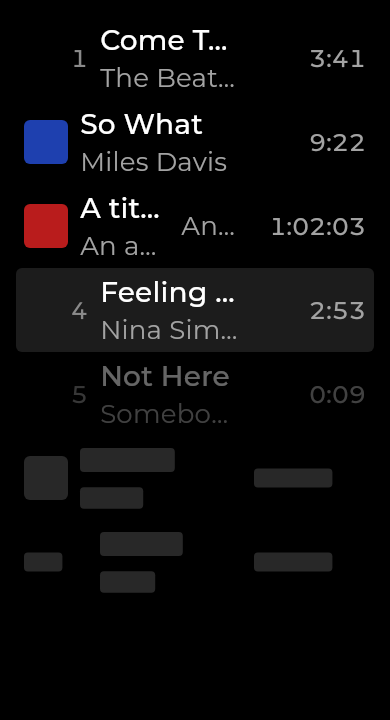 1 Come T... 3:41
The Beat...
So What 9:22
Miles Davis
A tit... An... 1:02:03
An a...
4 Feeling ... 2:53
Nina Sim...
5 Not Here 0:09
Somebo...